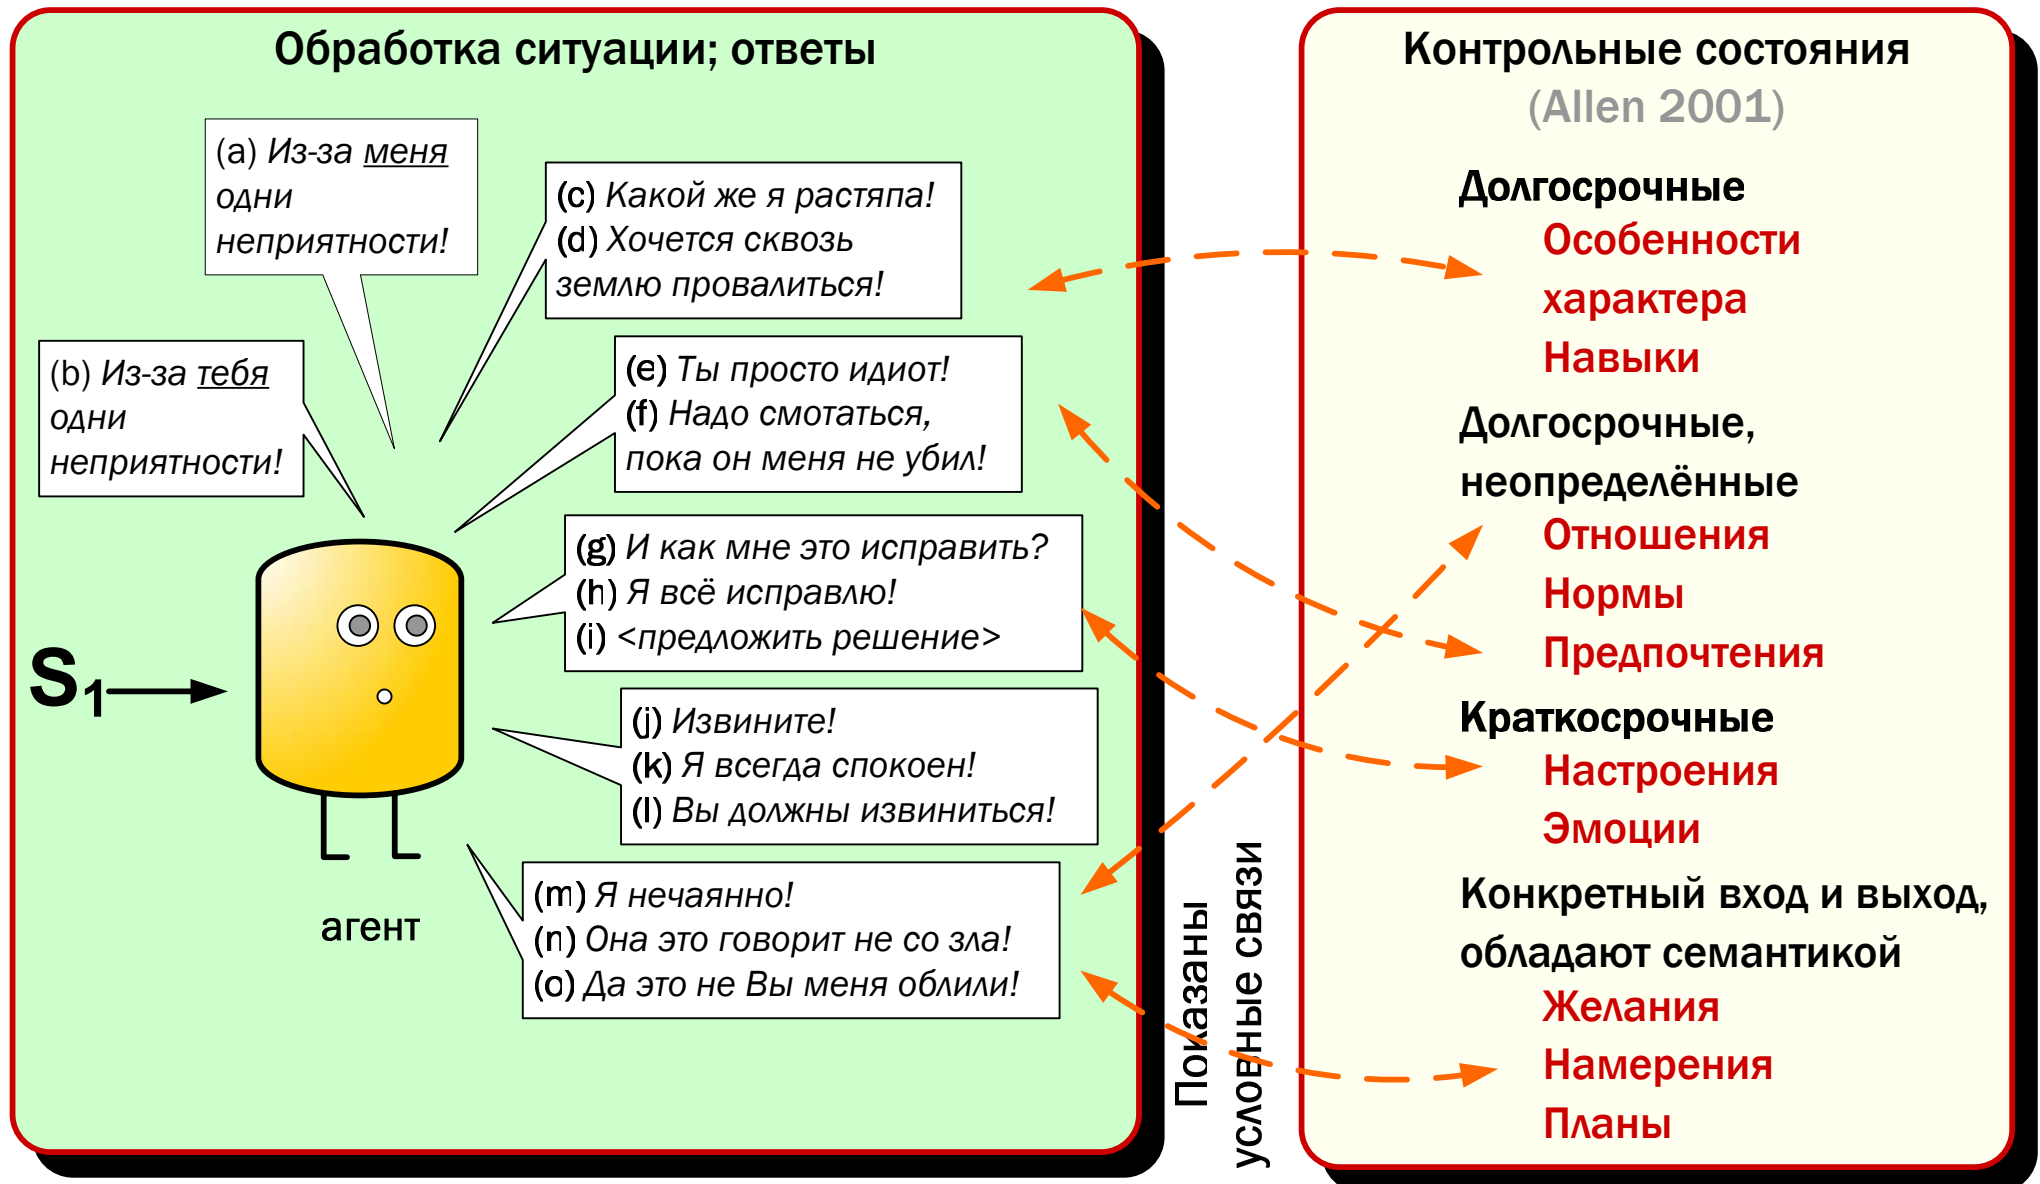 Обработка ситуации; ответы
(a) Из-за меня
одни
неприятности!
(b) Из-за тебя
одни
неприятности!
(c) Какой же я растяпа!
(d) Хочется сквозь
землю провалиться!
(e) Ты просто идиот!
(f) Надо смотаться,
пока он меня не убил!
(g) И как мне это исправить?
(h) Я всё исправлю!
(i) <предложить решение>
(j) Извините!
(k) Я всегда спокоен!
(l) Вы должны извиниться!
(m) Я нечаянно!
(n) Она это говорит не со зла!
(o) Да это не Вы меня облили!
S1
агент
Показаны
условные связи
Контрольные состояния
(Allen 2001)
Долгосрочные
Особенности
характера
Навыки
Долгосрочные,
неопределённые
Отношения
Нормы
Предпочтения
Краткосрочные
Настроения
Эмоции
Конкретный вход и выход,
обладают семантикой
Желания
Намерения
Планы